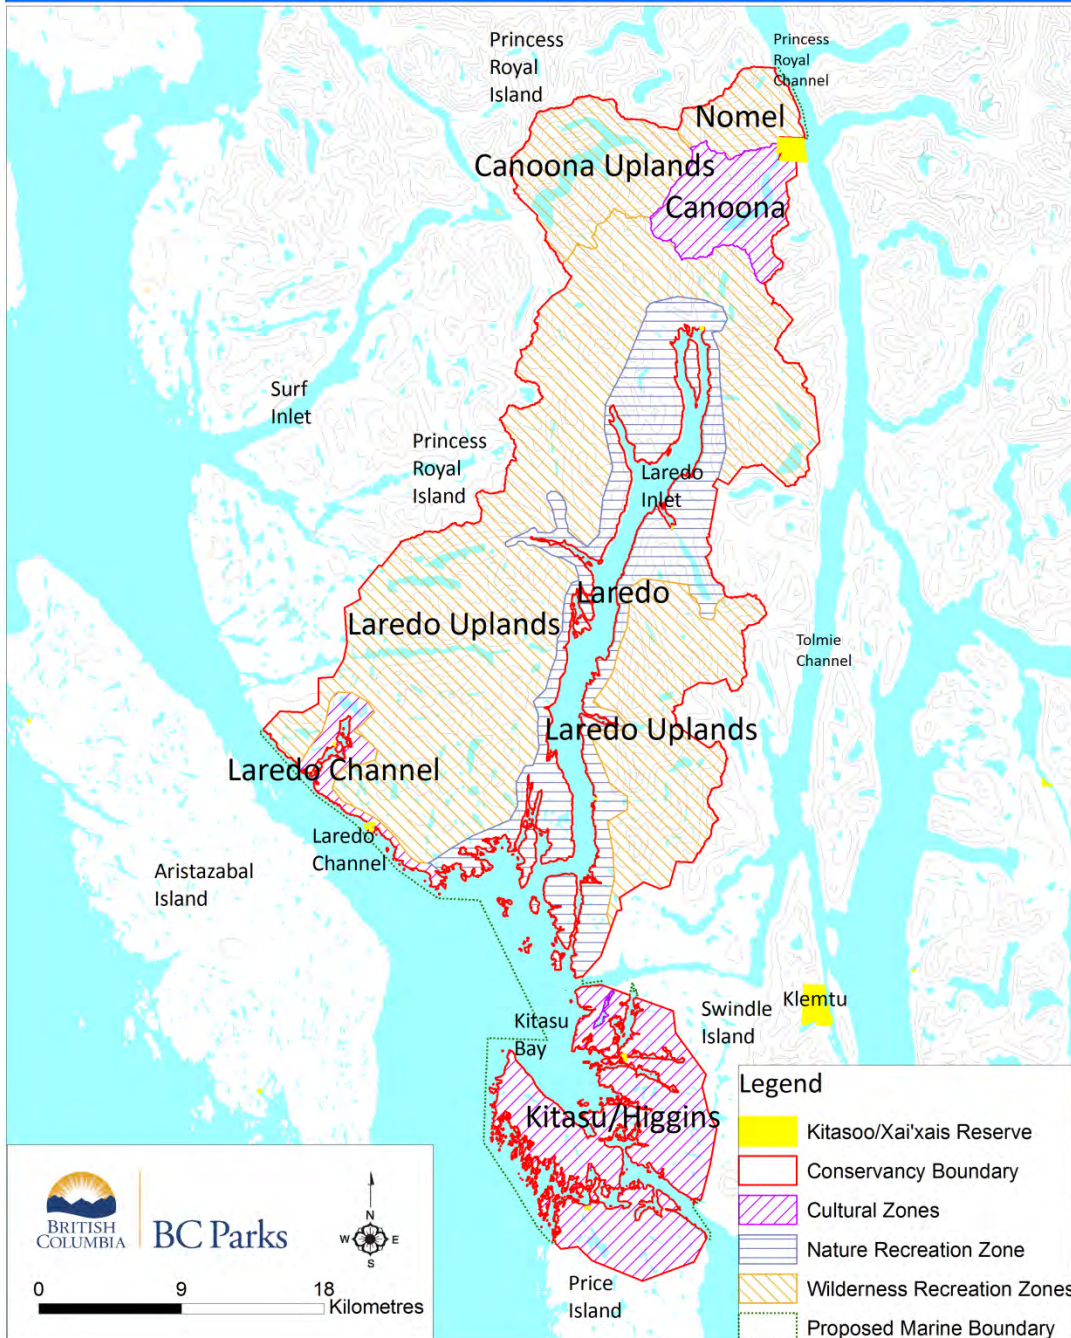 Princess
Royal
Island
Princess
Royal
Channel
Nomel
Canoona Uplands
Canoona
Surf
Inlet
Princess
Royal
Island
Laredo
Inlet
Laredo
Laredo Uplands
Tolmie
Channel
Laredo Uplands
Laredo Channel
Laredo
Channel
Aristazabal
Island
Klemtu
Swindle
Island
Kitasu
Bay
Kitasu/Higgins
Price
Island
Legend
Kitasoo/Xai'xais Reserve
Conservancy Boundary
Cultural Zones
Nature Recreation Zone
Wilderness Recreation Zones
Proposed Marine Boundary
BRITISH
COLUMBIA
BC Parks
N
W E
S
0 9 18
Kilometres